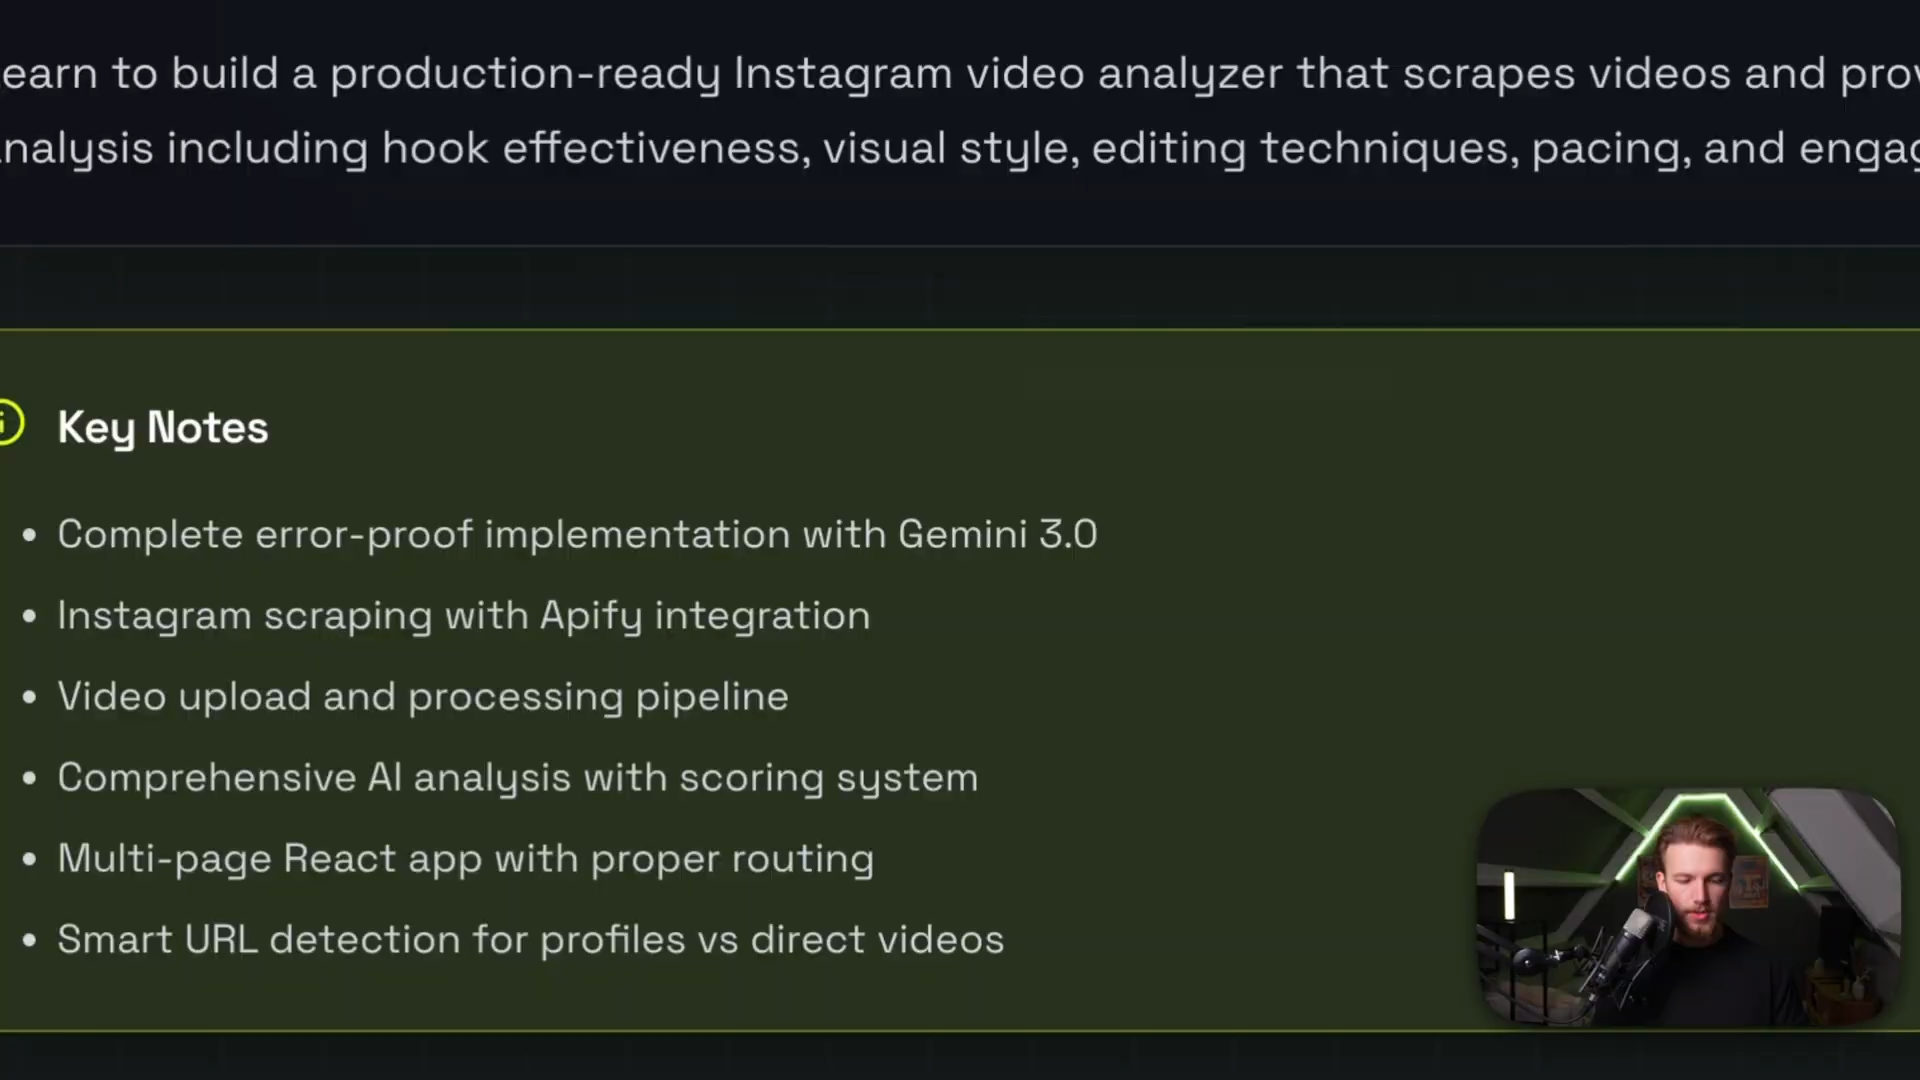 earn to build a production-ready Instagram video analyzer that scrapes videos and prov
nalysis including hook effectiveness, visual style, editing techniques, pacing, and engag
Key Notes
• Complete error-proof implementation with Gemini 3.0
• Instagram scraping with Apify integration
• Video upload and processing pipeline
• Comprehensive AI analysis with scoring system
• Multi-page React app with proper routing
• Smart URL detection for profiles vs direct videos